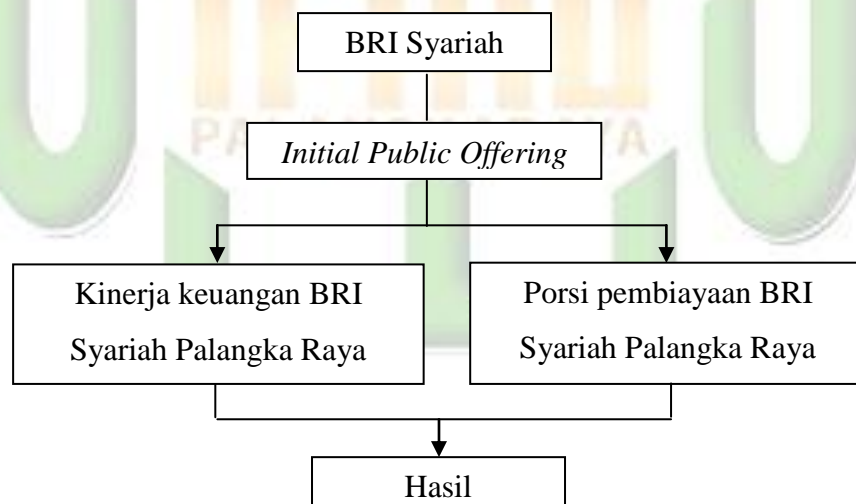 BRI Syariah
Initial Public Offering
Kinerja keuangan BRI
Syariah Palangka Raya
Porsi pembiayaan BRI
Syariah Palangka Raya
Hasil